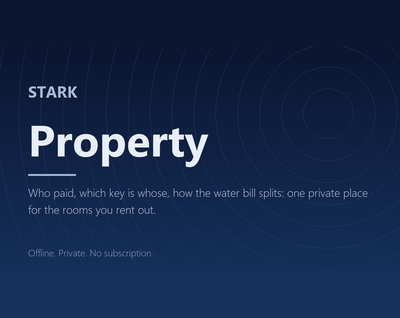 STARK
Property
Who paid, which key is whose, how the water bill splits: one private place
for the rooms you rent out.
Offline. Private. No subscription.